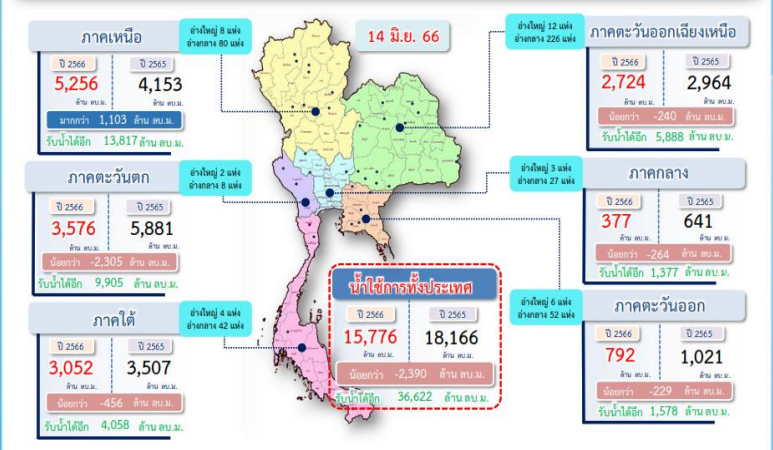 ภาคเหนือ
ปี 2566 ปี 2565
5,256 4,153
ล้าน ลบ.ม. ล้าน ลบ.ม.
มากกว่า 1,103 ล้าน ลบ.ม.
รับน้ำได้อีก 13,817 ล้าน ลบ.ม.
อ่างใหญ่ 8 แห่ง
อ่างกลาง 80 แห่ง
14 มิ.ย. 66
อ่างใหญ่ 12 แห่ง
อ่างกลาง 226 แห่ง
ภาคตะวันออกเฉียงเหนือ
ปี 2566 ปี 2565
2,724 2,964
ล้าน ลบ.ม. ล้าน ลบ.ม.
น้อยกว่า -240 ล้าน ลบ.ม.
รับน้ำได้อีก 5,888 ล้าน ลบ.ม.
ภาคตะวันตก
ปี 2566 ปี 2565
3,576 5,881
ล้าน ลบ.ม. ล้าน ลบ.ม.
น้อยกว่า -2,305 ล้าน ลบ.ม.
รับน้ำได้อีก 9,905 ล้าน ลบ.ม.
อ่างใหญ่ 2 แห่ง
อ่างกลาง 8 แห่ง
อ่างใหญ่ 3 แห่ง
อ่างกลาง 27 แห่ง
ภาคกลาง
ปี 2566 ปี 2565
377 641
ล้าน ลบ.ม. ล้าน ลบ.ม.
น้อยกว่า -264 ล้าน ลบ.ม.
รับน้ำได้อีก 1,377 ล้าน ลบ.ม.
ภาคใต้
ปี 2566 ปี 2565
3,052 3,507
ล้าน ลบ.ม. ล้าน ลบ.ม.
น้อยกว่า -456 ล้าน ลบ.ม.
รับน้ำได้อีก 4,058 ล้าน ลบ.ม.
อ่างใหญ่ 4 แห่ง
อ่างกลาง 42 แห่ง
น้ำใช้การทั้งประเทศ
ปี 2566 ปี 2565
15,776 18,166
ล้าน ลบ.ม. ล้าน ลบ.ม.
น้อยกว่า -2,390 ล้าน ลบ.ม.
รับน้ำได้อีก 36,622 ล้าน ลบ.ม.
อ่างใหญ่ 6 แห่ง
อ่างกลาง 52 แห่ง
ภาคตะวันออก
ปี 2566 ปี 2565
792 1,021
ล้าน ลบ.ม. ล้าน ลบ.ม.
น้อยกว่า -229 ล้าน ลบ.ม.
รับน้ำได้อีก 1,578 ล้าน ลบ.ม.